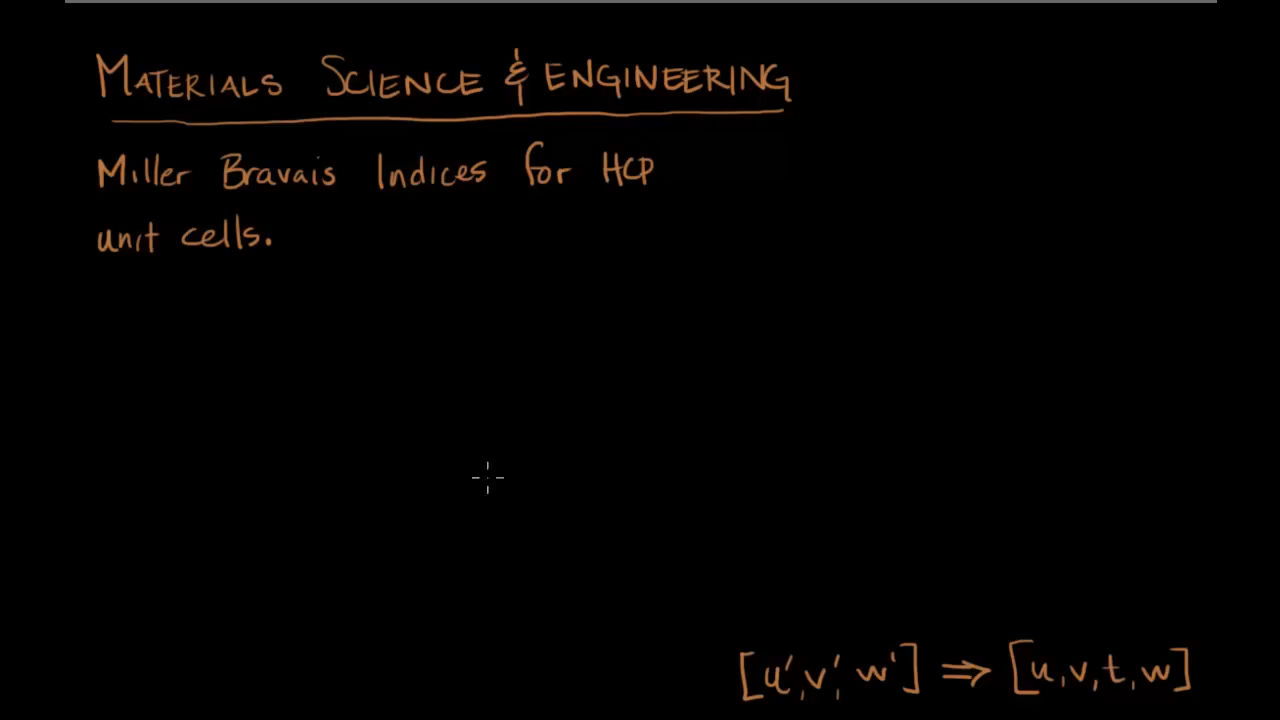 MATERIALS SCIENCE & ENGINEERING
Miller Bravais Indices for HCP
unit cells.
[u',v',w'] ⇒ [u,v,t,w]